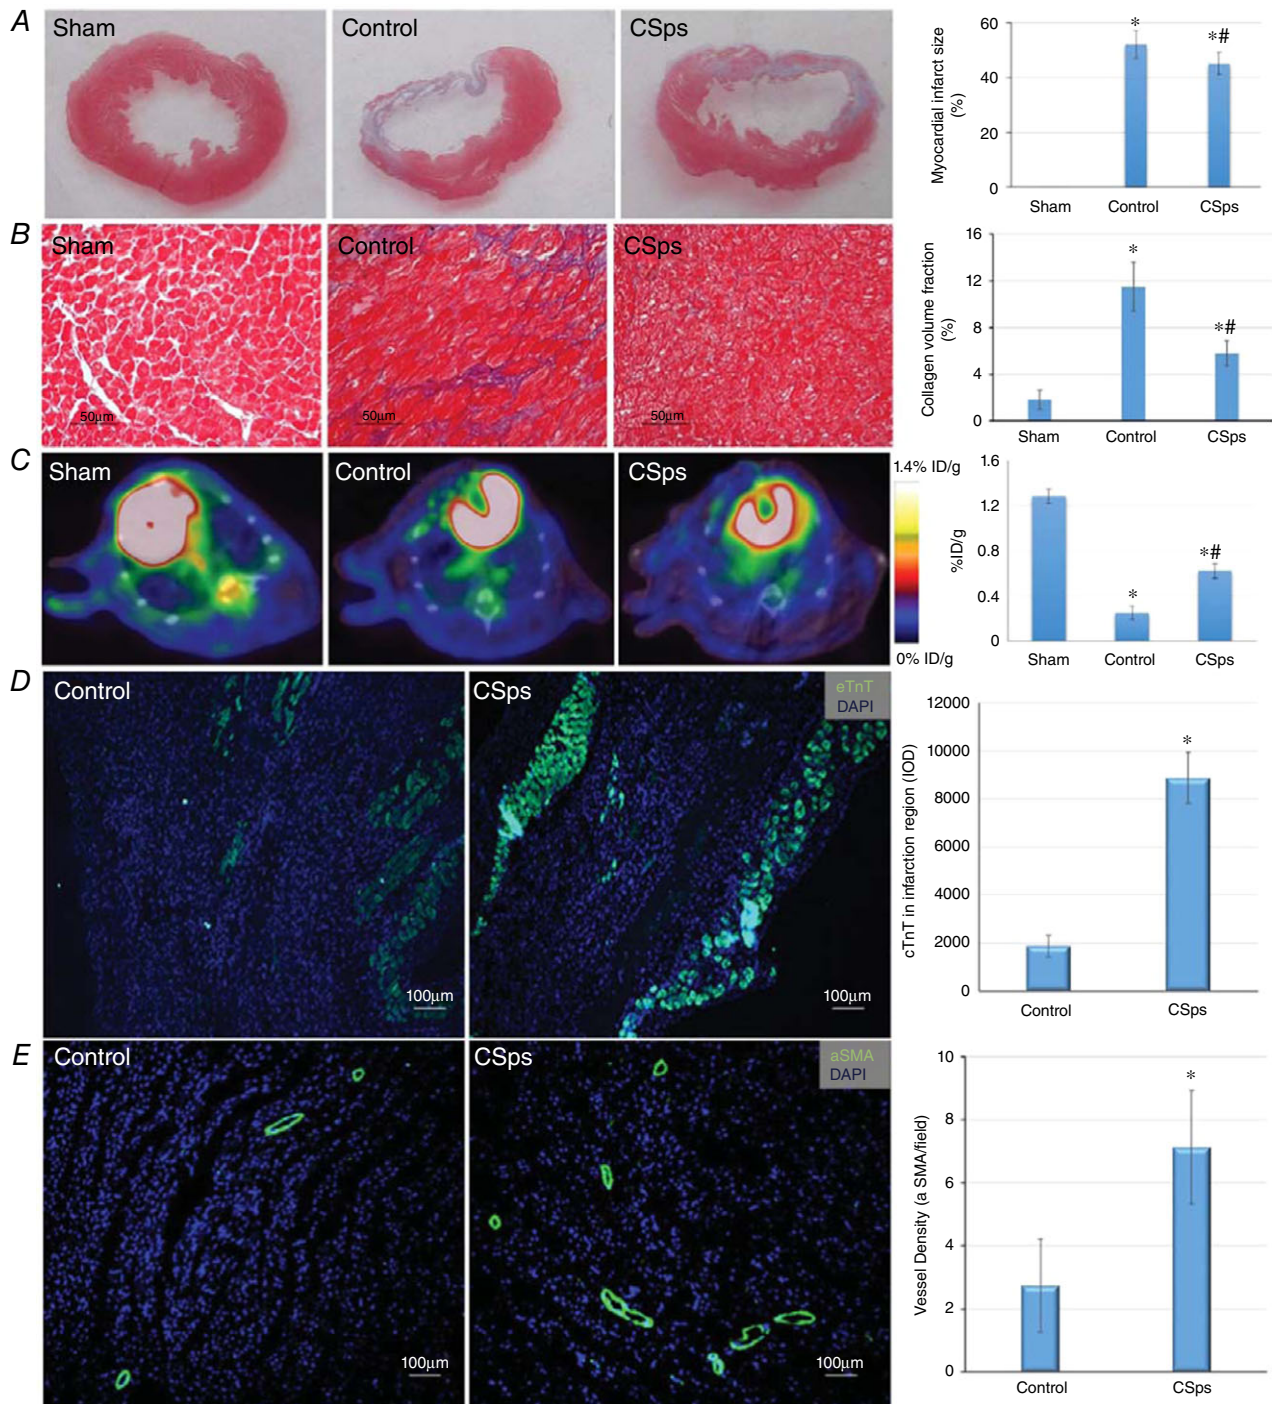 A
Sham
Control
CSps
Myocardial infarct size
(%)
60
40
20
0
*
*#
Sham
Control
CSps
B
Sham
Control
CSps
50µm
50µm
50µm
Collagen volume fraction
(%)
16
12
8
4
0
*
*#
Sham
Control
CSps
C
Sham
Control
CSps
1.4% ID/g
0% ID/g
%ID/g
1.6
1.2
0.8
0.4
0
*
*#
Sham
Control
CSps
D
Control
CSps
eTnT
DAPI
100µm
100µm
cTnT in infarction region (IOD)
12000
10000
8000
6000
4000
2000
0
*
Control
CSps
E
Control
CSps
aSMA
DAPI
100µm
100µm
Vessel Density (a SMA/field)
10
8
6
4
2
0
*
Control
CSps